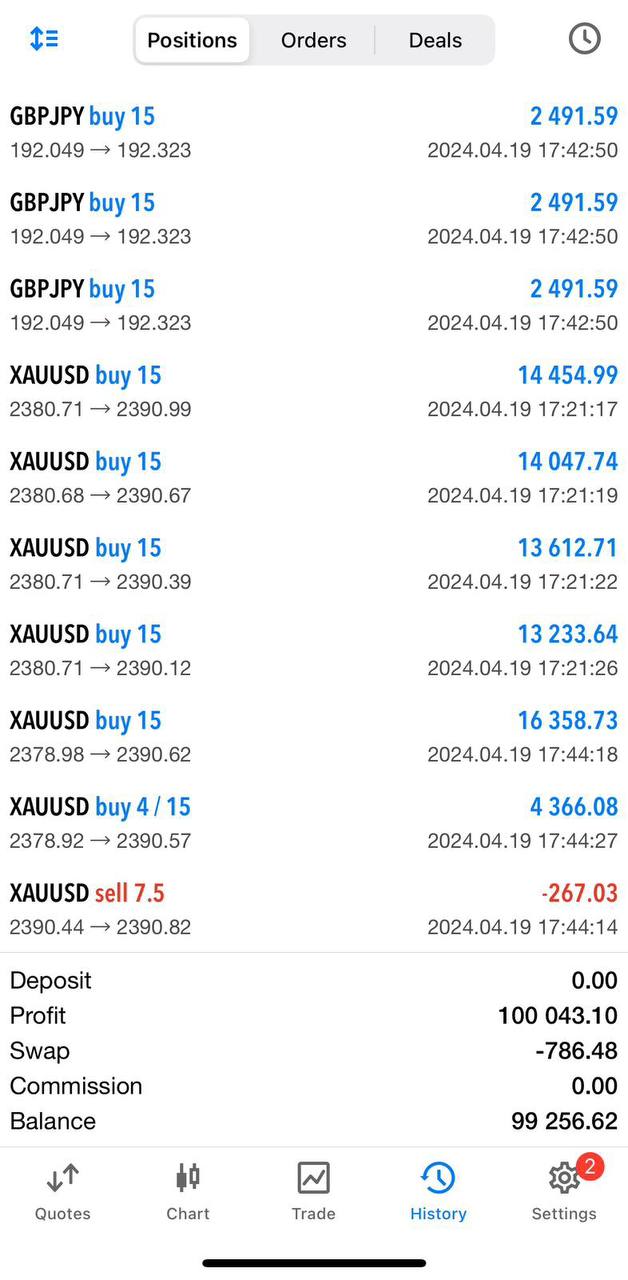 Positions Orders Deals
GBPJPY buy 15 2 491.59
192.049 → 192.323 2024.04.19 17:42:50
GBPJPY buy 15 2 491.59
192.049 → 192.323 2024.04.19 17:42:50
GBPJPY buy 15 2 491.59
192.049 → 192.323 2024.04.19 17:42:50
XAUUSD buy 15 14 454.99
2380.71 → 2390.99 2024.04.19 17:21:17
XAUUSD buy 15 14 047.74
2380.68 → 2390.67 2024.04.19 17:21:19
XAUUSD buy 15 13 612.71
2380.71 → 2390.39 2024.04.19 17:21:22
XAUUSD buy 15 13 233.64
2380.71 → 2390.12 2024.04.19 17:21:26
XAUUSD buy 15 16 358.73
2378.98 → 2390.62 2024.04.19 17:44:18
XAUUSD buy 4 / 15 4 366.08
2378.92 → 2390.57 2024.04.19 17:44:27
XAUUSD sell 7.5 -267.03
2390.44 → 2390.82 2024.04.19 17:44:14
Deposit 0.00
Profit 100 043.10
Swap -786.48
Commission 0.00
Balance 99 256.62
2
Quotes Chart Trade History Settings